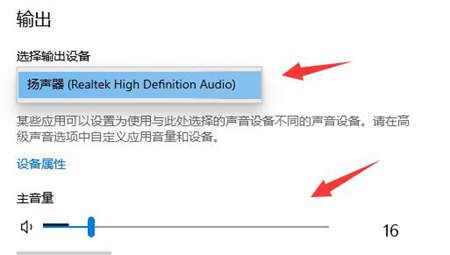 输出
选择输出设备
扬声器 (Realtek High Definition Audio)
某些应用可以设置为使用与此处选择的声音设备不同的声音设备。请在高
级声音选项中自定义应用音量和设备。
设备属性
主音量
16